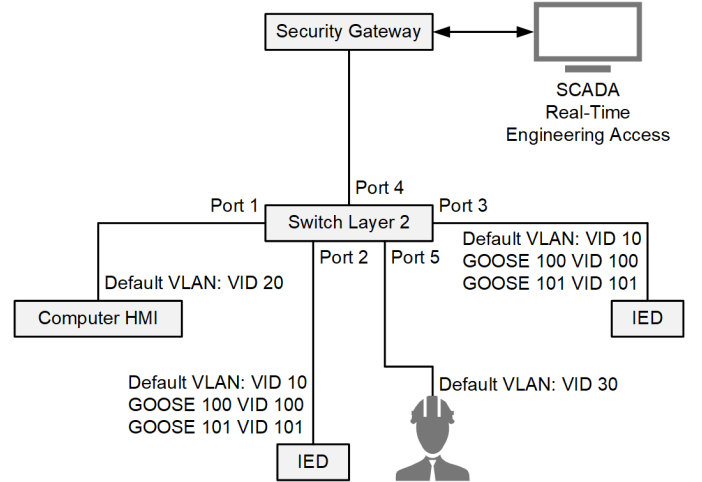 Security Gateway
SCADA
Real-Time
Engineering Access
Port 4
Port 1
Switch Layer 2
Port 3
Port 2
Port 5
Default VLAN: VID 10
GOOSE 100 VID 100
GOOSE 101 VID 101
Default VLAN: VID 20
Computer HMI
IED
Default VLAN: VID 10
GOOSE 100 VID 100
GOOSE 101 VID 101
Default VLAN: VID 30
IED